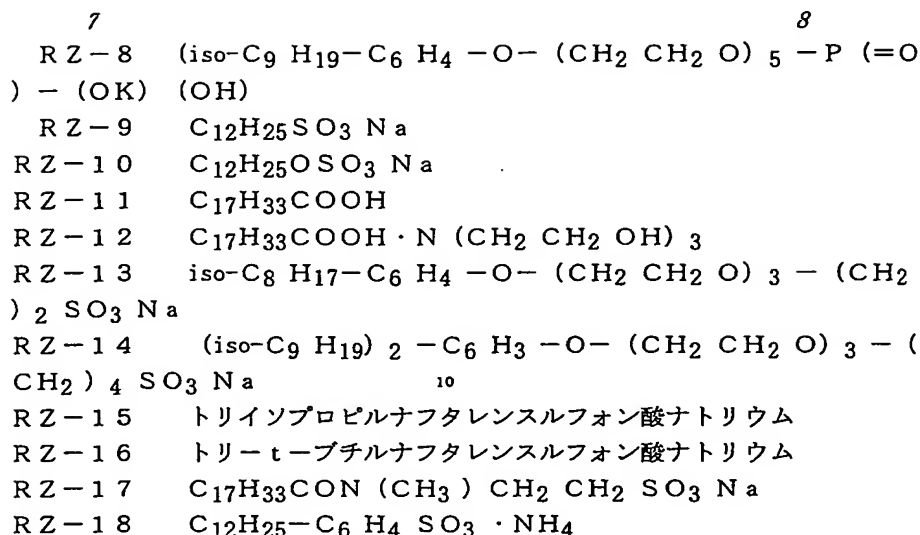 7 8
RZ-8 (iso-C9 H19-C6 H4 -O- (CH2 CH2 O) 5 -P (=O
) - (OK) (OH)
RZ-9 C12H25SO3 Na
RZ-10 C12H25OSO3 Na
RZ-11 C17H33COOH
RZ-12 C17H33COOH・N (CH2 CH2 OH) 3
RZ-13 iso-C8 H17-C6 H4 -O- (CH2 CH2 O) 3 - (CH2
) 2 SO3 Na
RZ-14 (iso-C9 H19) 2 -C6 H3 -O- (CH2 CH2 O) 3 - (
CH2 ) 4 SO3 Na 10
RZ-15 トリイソプロピルナフタレンスルフォン酸ナトリウム
RZ-16 トリ-t-ブチルナフタレンスルフォン酸ナトリウム
RZ-17 C17H33CON (CH3 ) CH2 CH2 SO3 Na
RZ-18 C12H25-C6 H4 SO3 ・NH4